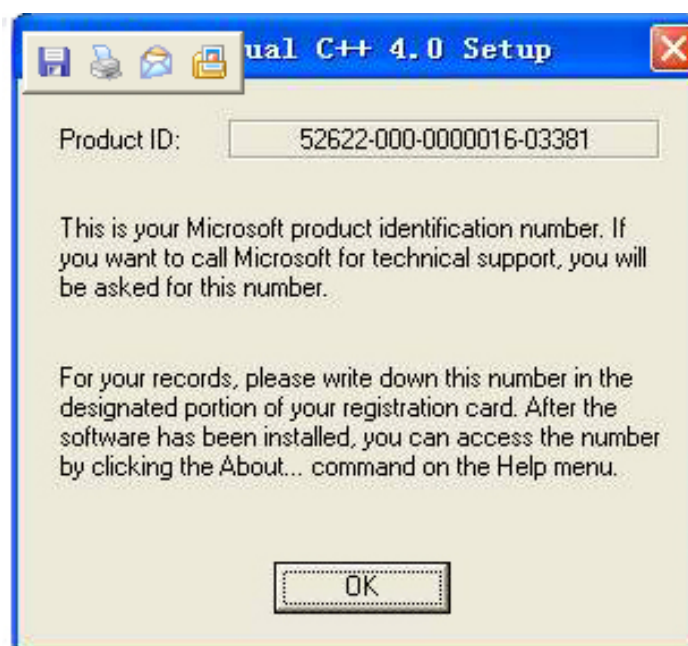 ual C++ 4.0 Setup
Product ID:
52622-000-0000016-03381
This is your Microsoft product identification number. If
you want to call Microsoft for technical support, you will
be asked for this number.
For your records, please write down this number in the
designated portion of your registration card. After the
software has been installed, you can access the number
by clicking the About... command on the Help menu.
OK